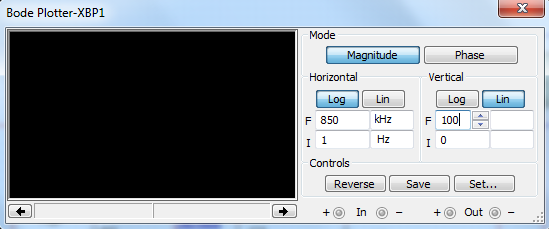 Bode Plotter-XBP1
Mode
Magnitude Phase
Horizontal Vertical
Log Lin Log Lin
F 850 kHz F 100
I 1 Hz I 0
Controls
Reverse Save Set...
+ In − + Out −